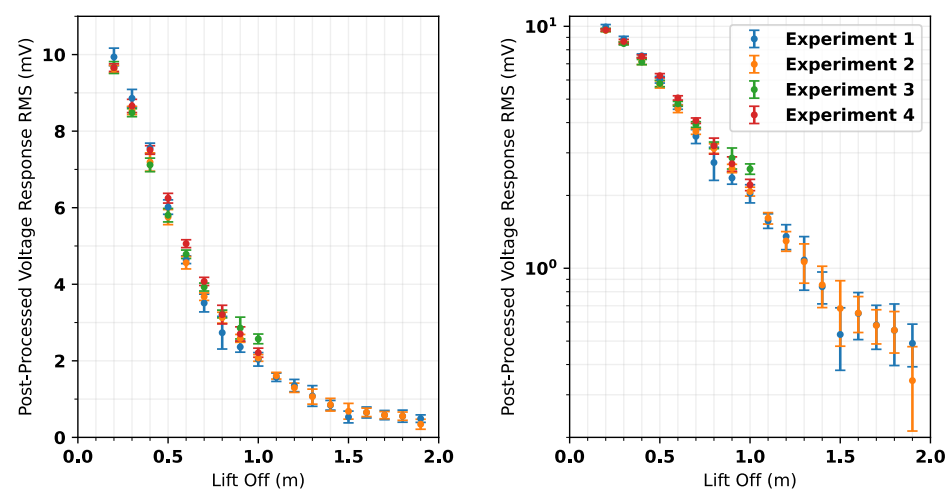 Post-Processed Voltage Response RMS (mV)
10
8
6
4
2
0
0.0 0.5 1.0 1.5 2.0
Lift Off (m)
Post-Processed Voltage Response RMS (mV)
10¹
10⁰
Experiment 1
Experiment 2
Experiment 3
Experiment 4
0.0 0.5 1.0 1.5 2.0
Lift Off (m)